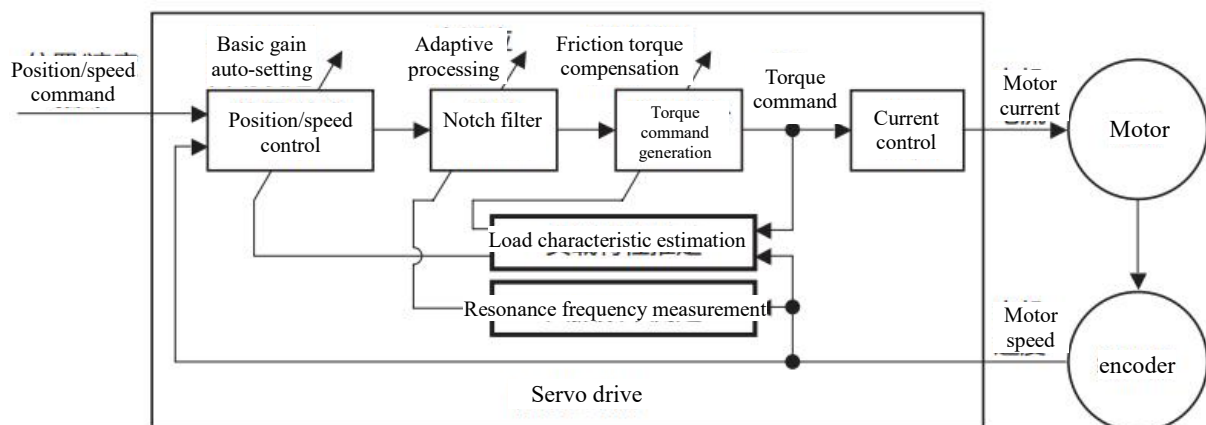 Basic gain
auto-setting
Adaptive
processing
Friction torque
compensation
Position/speed
command
Torque
command
Motor
current
Position/speed
control
Notch filter
Torque
command
generation
Current
control
Motor
Load characteristic estimation
Resonance frequency measurement
Motor
speed
encoder
Servo drive